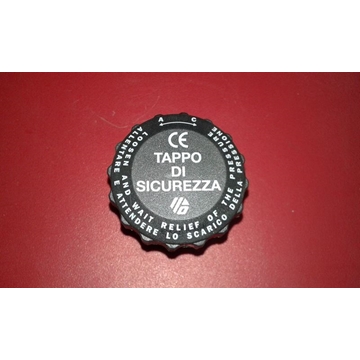 A C
CE
TAPPO
DI
SICUREZZA
LOOSEN AND WAIT RELIEF OF THE PRESSURE
ALLENTARE E ATTENDERE LO SCARICO DELLA PRESSIONE